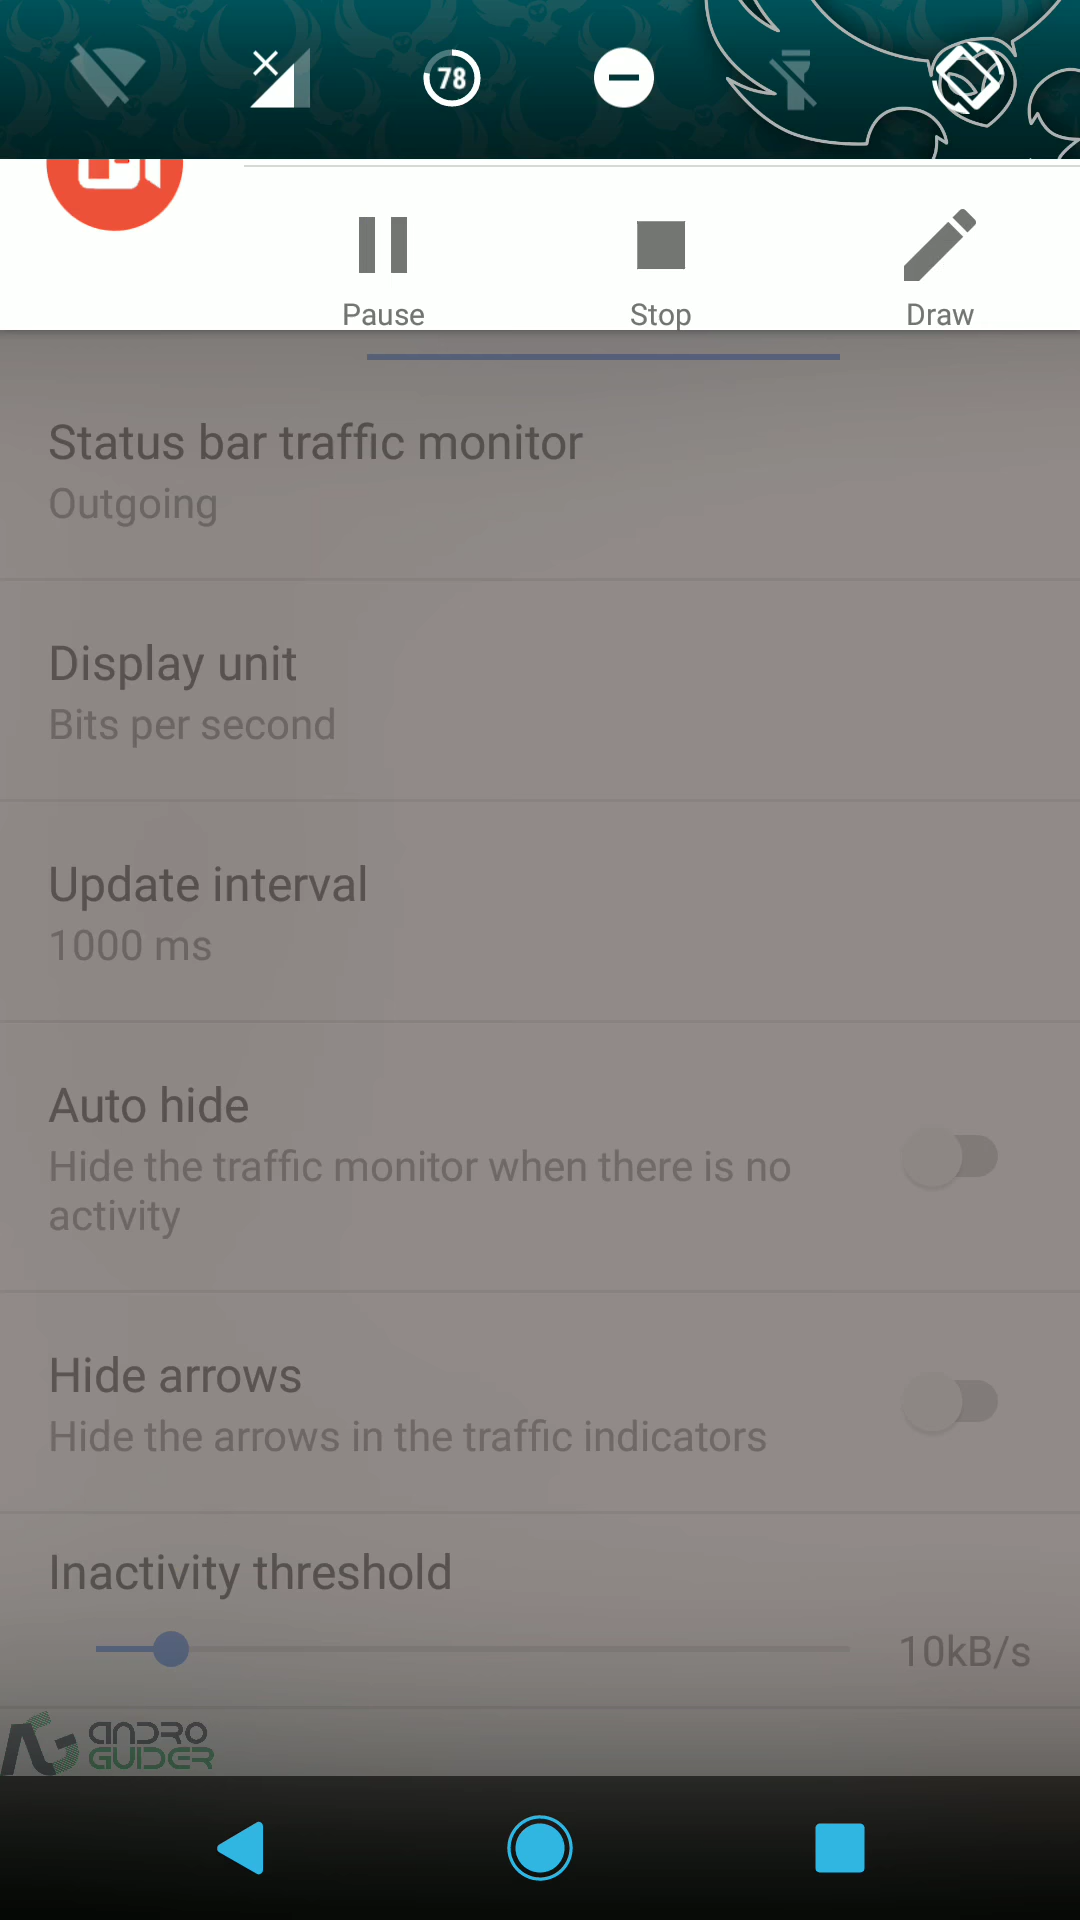 78
Pause
Stop
Draw
Status bar traffic monitor
Outgoing
Display unit
Bits per second
Update interval
1000 ms
Auto hide
Hide the traffic monitor when there is no
activity
Hide arrows
Hide the arrows in the traffic indicators
Inactivity threshold
10kB/s
ANDRO
GUIDER